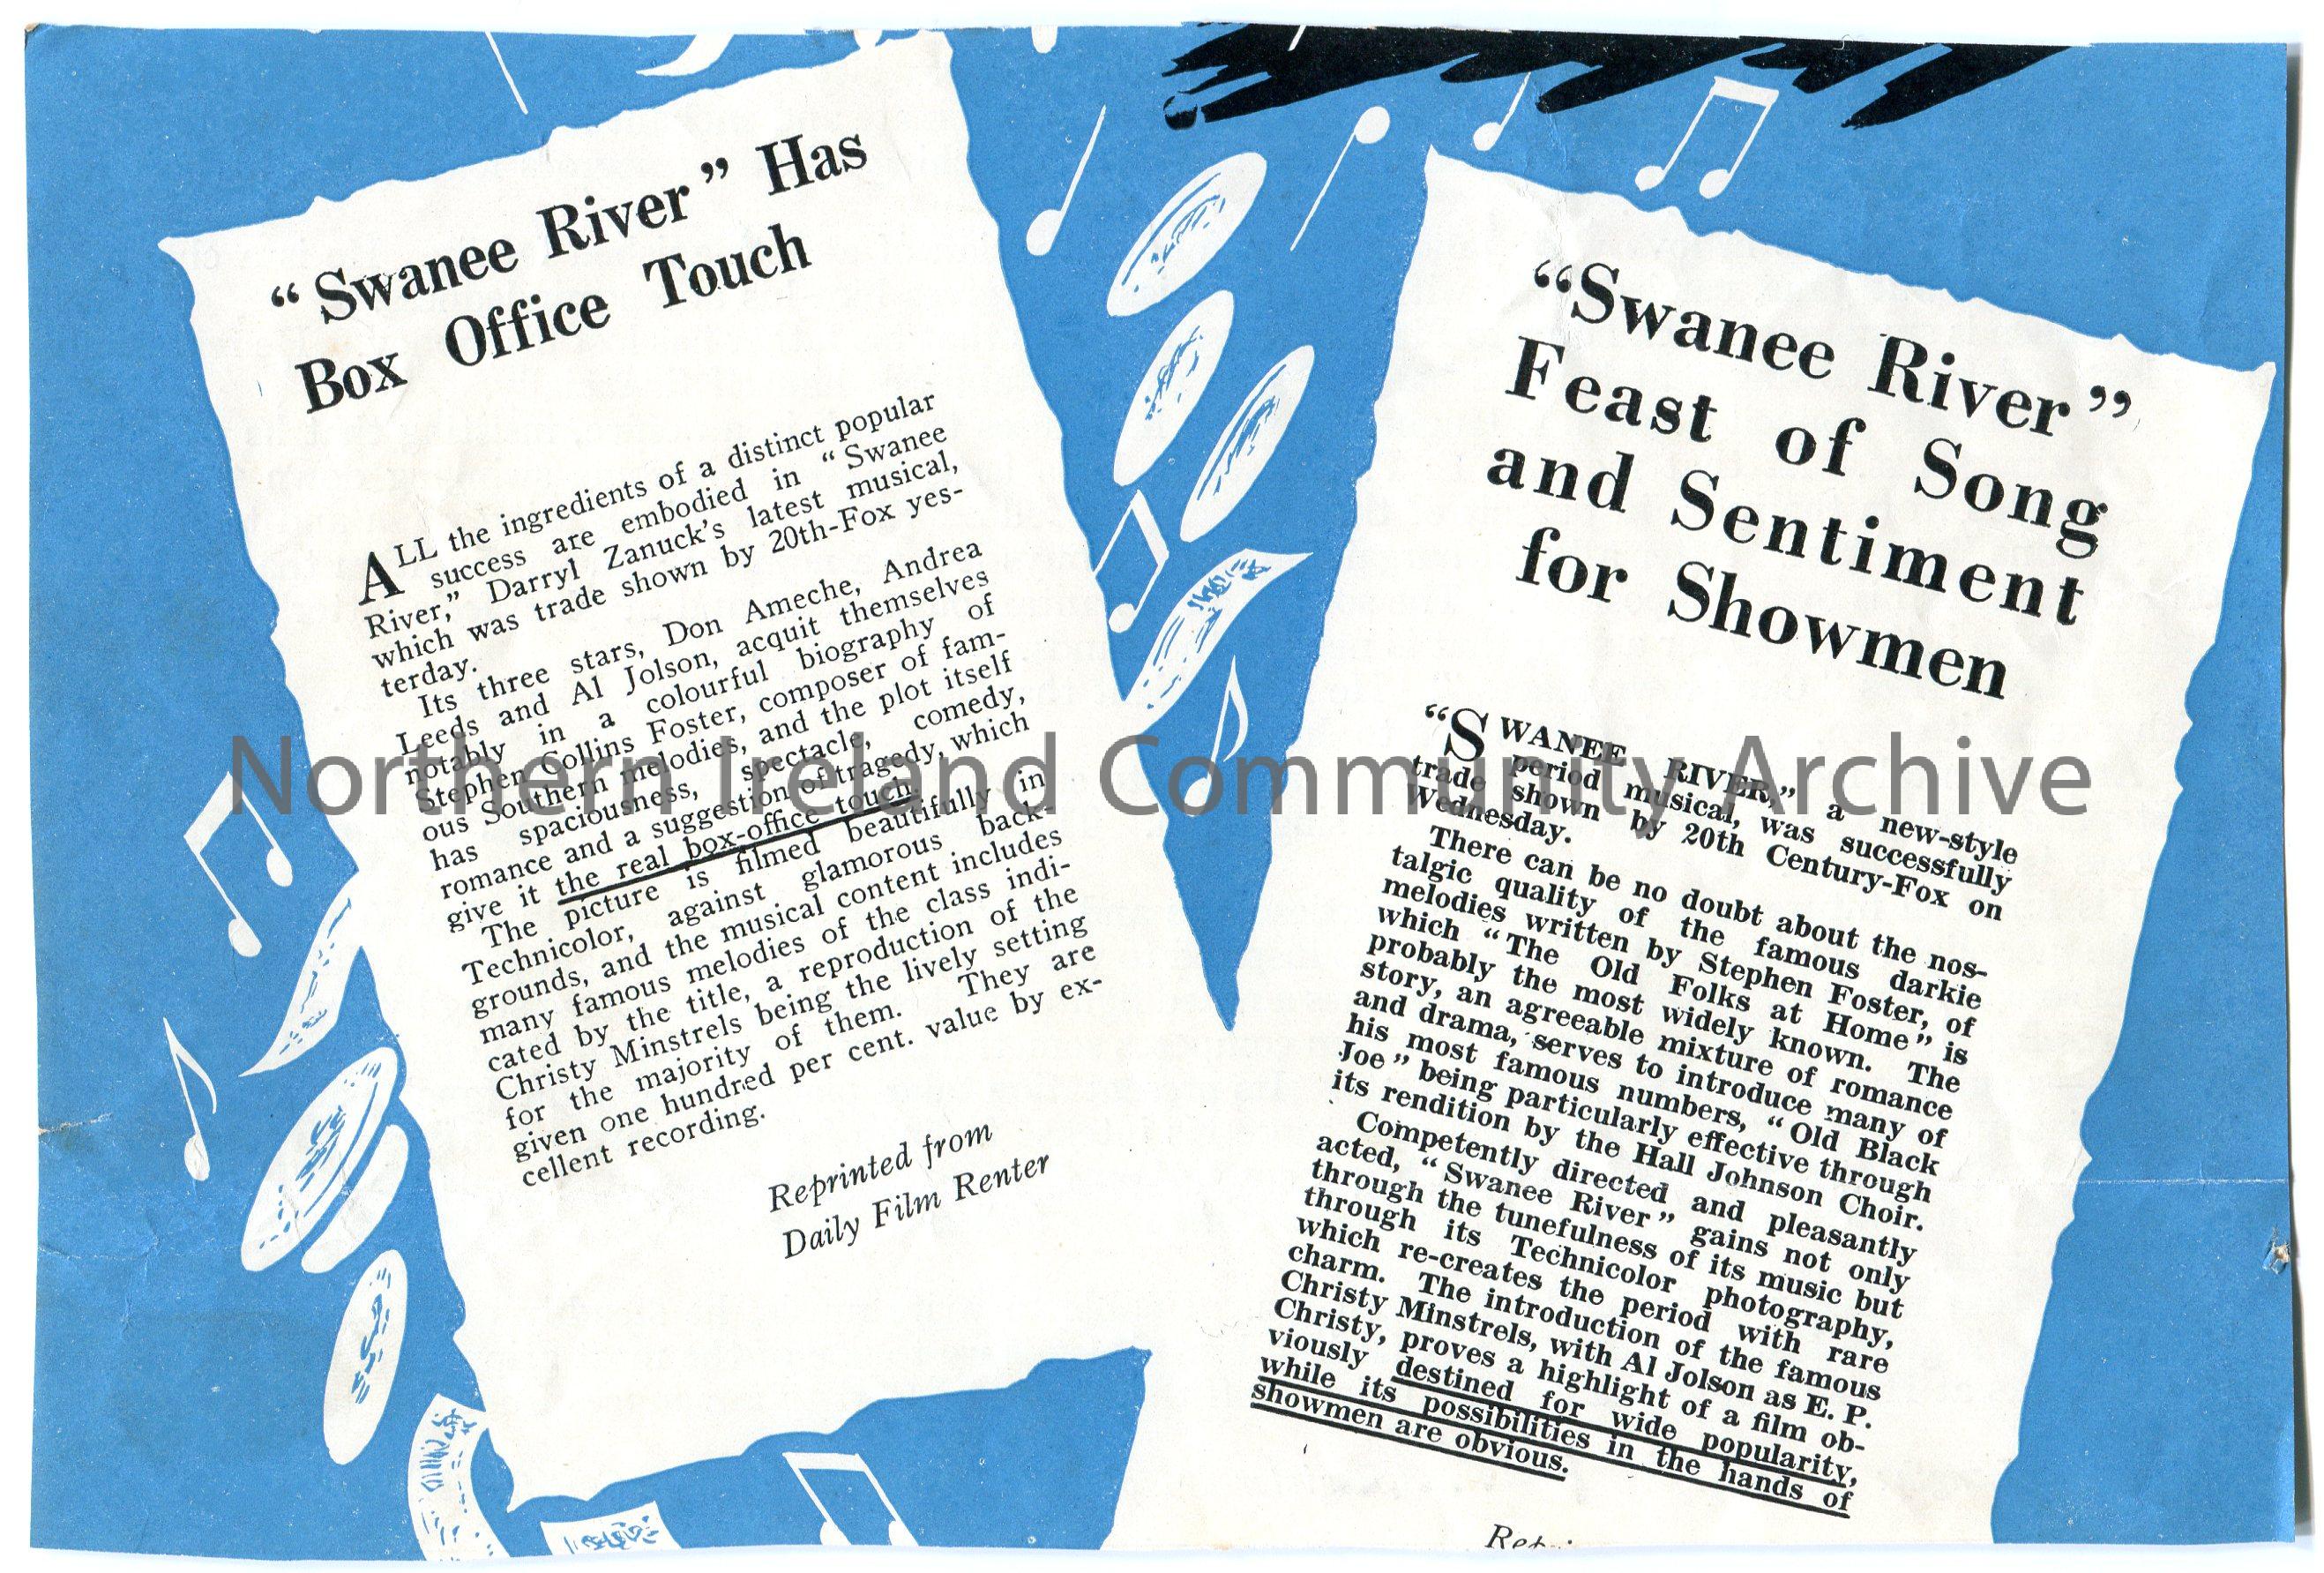 “ Swanee River ” Has
Box Office Touch
ALL the ingredients of a distinct popular
success are embodied in “ Swanee
River,” Darryl Zanuck's latest musical,
which was trade shown by 20th-Fox yes-
terday.
Its three stars, Don Ameche, Andrea
Leeds and Al Jolson, acquit themselves
notably in a colourful biography of
Stephen Collins Foster, composer of fam-
ous Southern melodies, and the plot itself
has spaciousness, spectacle, comedy,
romance and a suggestion of tragedy, which
give it the real box-office touch.
The picture is filmed beautifully in
Technicolor, against glamorous back-
grounds, and the musical content includes
many famous melodies of the class indi-
cated by the title, a reproduction of the
Christy Minstrels being the lively setting
for the majority of them. They are
given one hundred per cent. value by ex-
cellent recording.
Reprinted from
Daily Film Renter
“Swanee River”
Feast of Song
and Sentiment
for Showmen
“SWANEE RIVER,” a new-style
period musical, was successfully
trade shown by 20th Century-Fox on
Wednesday.
There can be no doubt about the nos-
talgic quality of the famous darkie
melodies written by Stephen Foster, of
which “The Old Folks at Home” is
probably the most widely known. The
story, an agreeable mixture of romance
and drama, serves to introduce many of
his most famous numbers, “Old Black
Joe” being particularly effective through
its rendition by the Hall Johnson Choir.
Competently directed and pleasantly
acted, “Swanee River” gains not only
through the tunefulness of its music but
through its Technicolor photography,
which re-creates the period with rare
charm. The introduction of the famous
Christy Minstrels, with Al Jolson as E. P.
Christy, proves a highlight of a film ob-
viously destined for wide popularity,
while its possibilities in the hands of
showmen are obvious.
Northern Ireland Community Archive